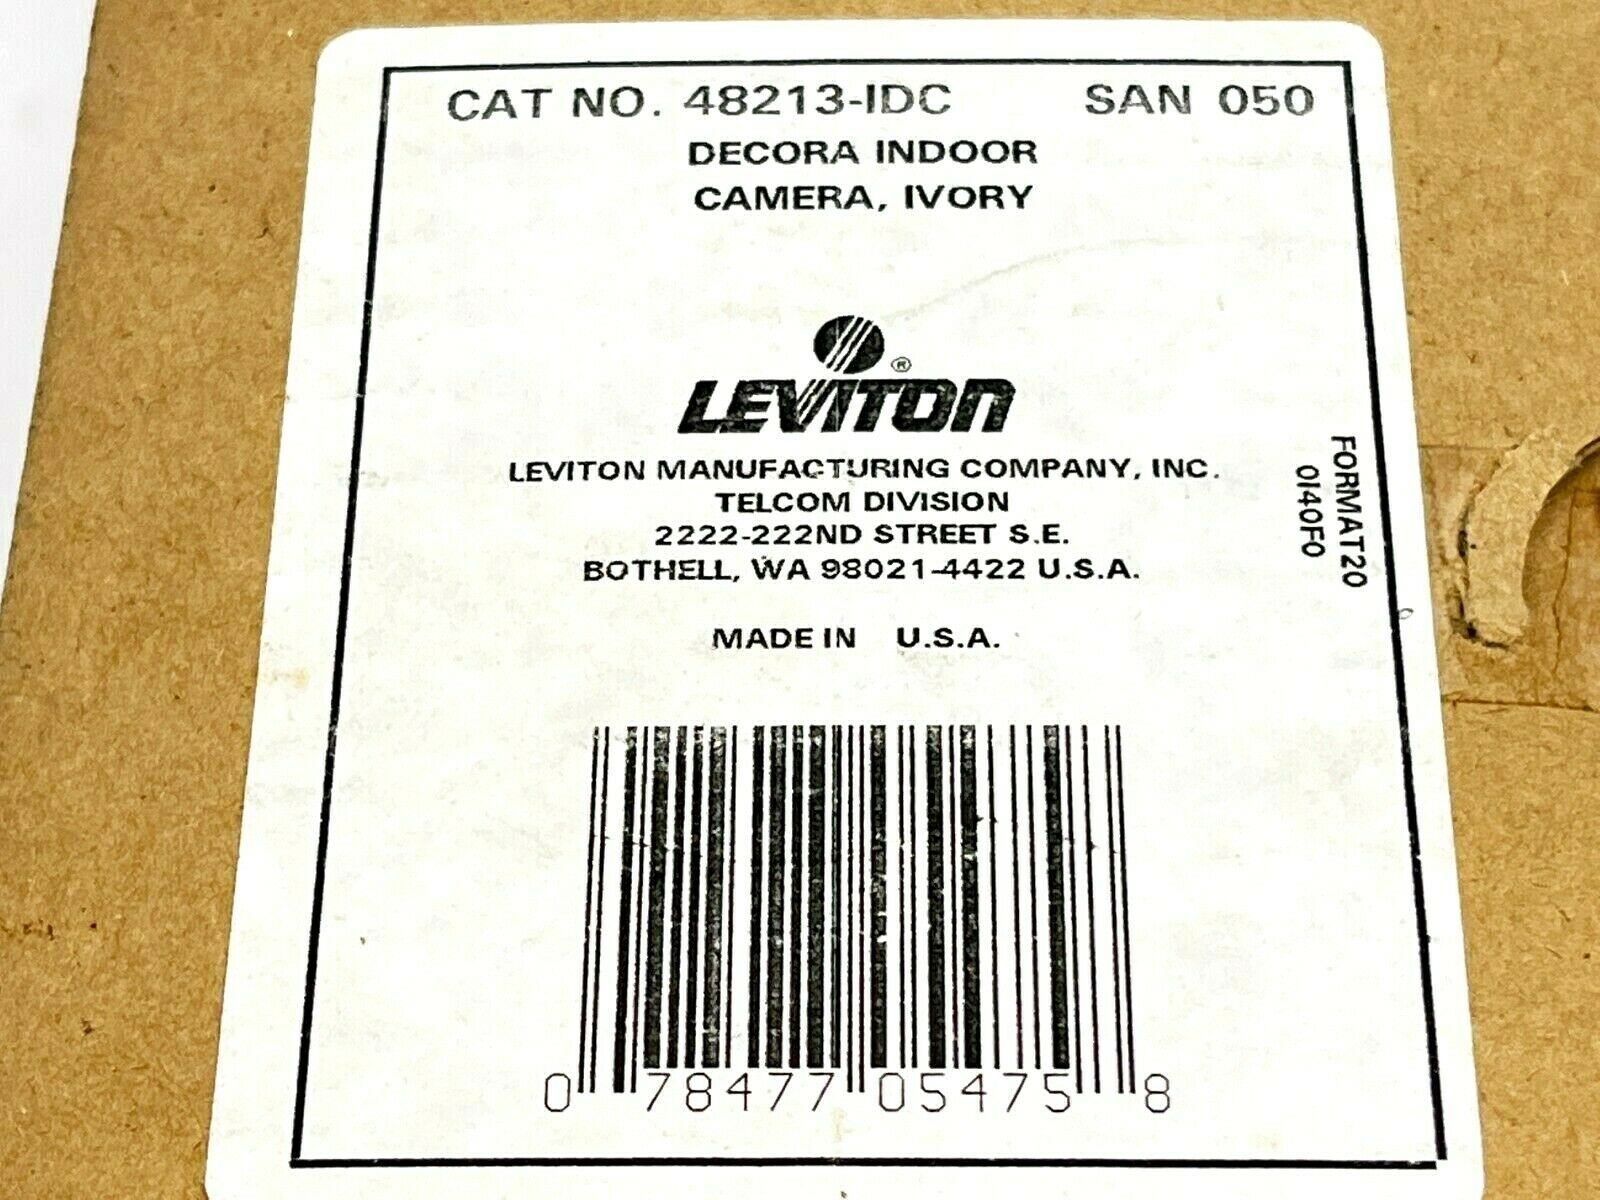 CAT NO. 48213-IDC SAN 050
DECORA INDOOR
CAMERA, IVORY
LEVITON®
LEVITON MANUFACTURING COMPANY, INC.
TELCOM DIVISION
2222-222ND STREET S.E.
BOTHELL, WA 98021-4422 U.S.A.
MADE IN U.S.A.
FORMAT20
0I40F0
0 78477 05475 8